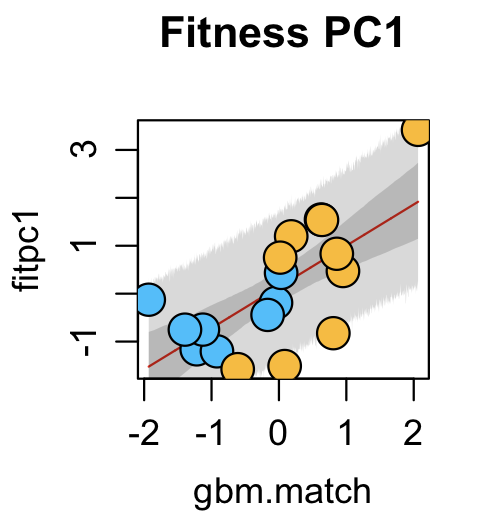 Fitness PC1
fitpc1
3
1
-1
-2 -1 0 1 2
gbm.match